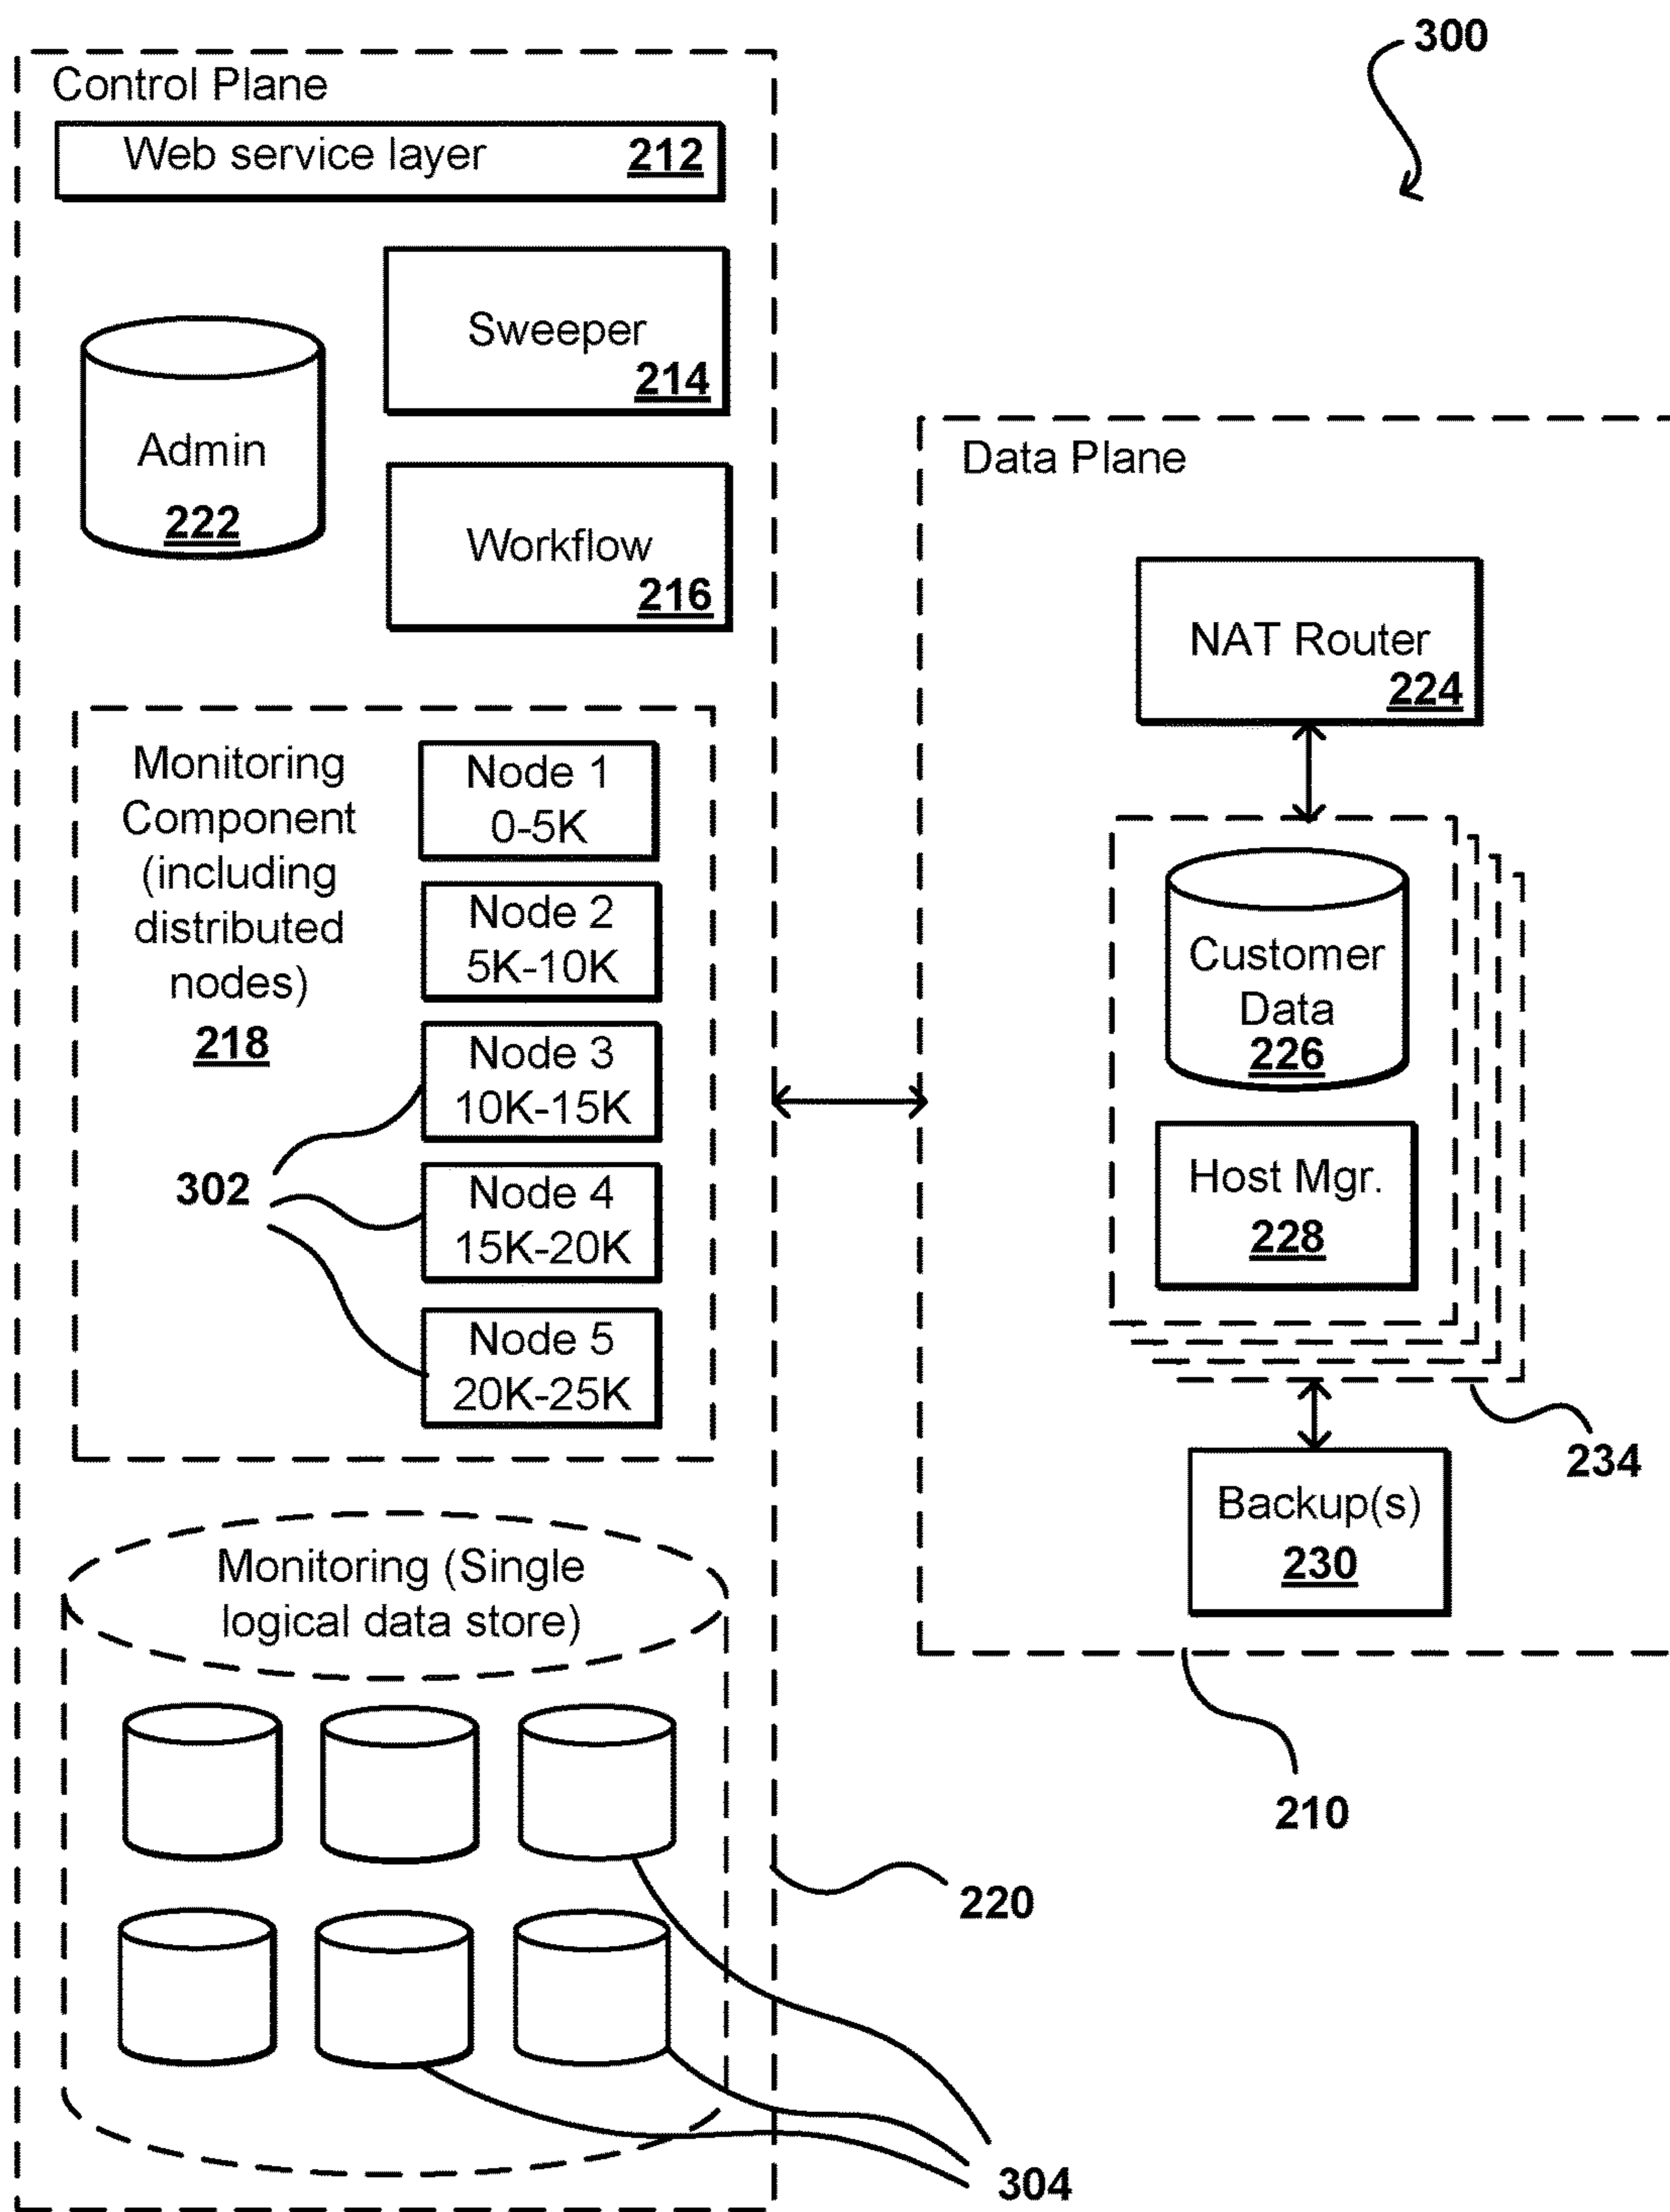 300
Control Plane
Web service layer 212
Sweeper
214
Admin
222
Workflow
216
Monitoring
Component
(including
distributed
nodes)
218
Node 1
0-5K
Node 2
5K-10K
Node 3
10K-15K
Node 4
15K-20K
Node 5
20K-25K
302
Monitoring (Single
logical data store)
304
220
Data Plane
NAT Router
224
Customer
Data
226
Host Mgr.
228
234
Backup(s)
230
210